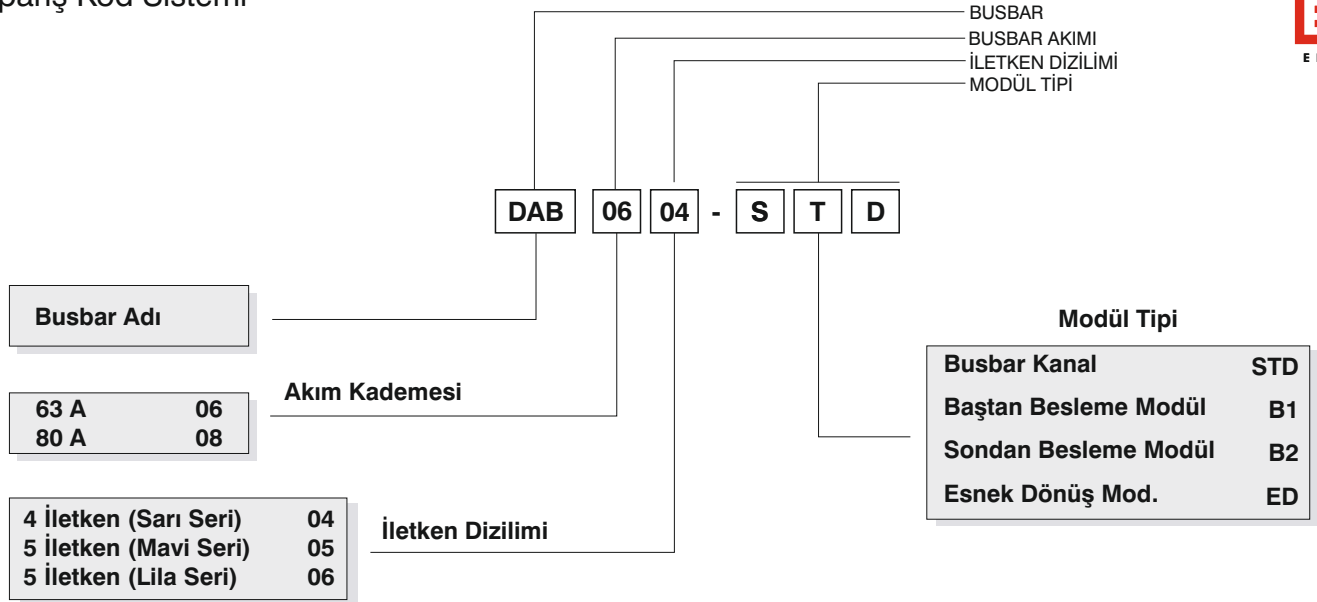 Kod Sistemi
BUSBAR
BUSBAR AKIMI
İLETKEN DİZİLİMİ
MODÜL TİPİ
DAB 06 04 - S T D
Busbar Adı
Akım Kademesi
63 A 06
80 A 08
İletken Dizilimi
4 İletken (Sarı Seri) 04
5 İletken (Mavi Seri) 05
5 İletken (Lila Seri) 06
Modül Tipi
Busbar Kanal STD
Baştan Besleme Modül B1
Sondan Besleme Modül B2
Esnek Dönüş Mod. ED